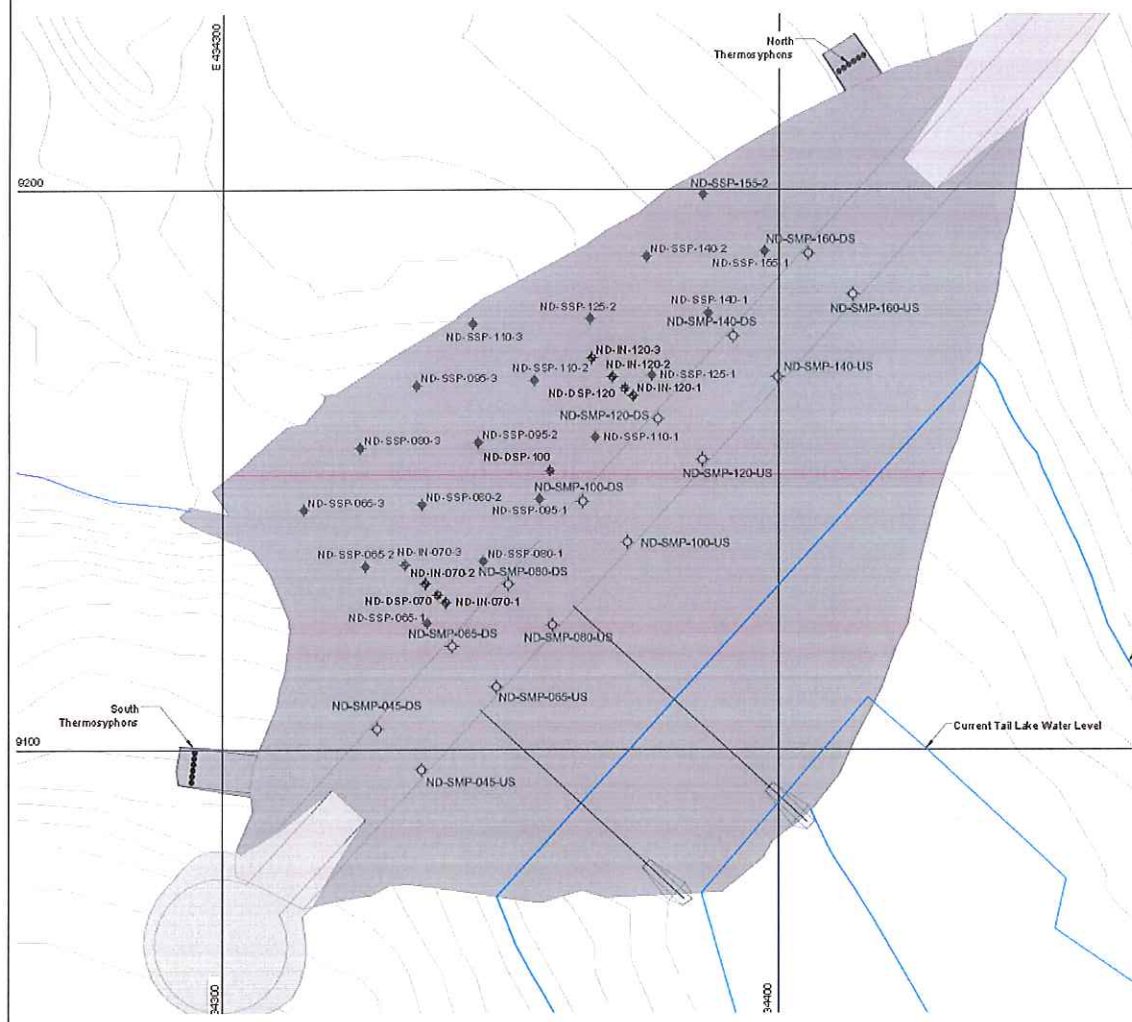 E 434300
North
Thermosyphons
9200
ND-SSP-155-2
ND-SSP-140-2
ND-SMP-160-DS
ND-SSP-155-1
ND-SMP-160-US
ND-SSP-125-2
ND-SSP-140-1
ND-SMP-140-DS
ND-SSP-110-3
ND-IN-120-3
ND-IN-120-2
ND-SSP-110-2
ND-SSP-125-1
ND-SMP-140-US
ND-SSP-095-3
ND-DSP-120
ND-IN-120-1
ND-SMP-120-DS
ND-SSP-080-3
ND-SSP-095-2
ND-SSP-110-1
ND-DSP-100
ND-SMP-120-US
ND-SMP-100-DS
ND-SSP-065-3
ND-SSP-080-2
ND-SSP-095-1
ND-SMP-100-US
ND-SSP-065-2
ND-IN-070-3
ND-SSP-080-1
ND-IN-070-2
ND-SMP-080-DS
ND-DSP-070
ND-IN-070-1
ND-SSP-065-1
ND-SMP-065-DS
ND-SMP-080-US
ND-SMP-065-US
South
Thermosyphons
ND-SMP-045-DS
9100
Current Tail Lake Water Level
ND-SMP-045-US
34300
34400